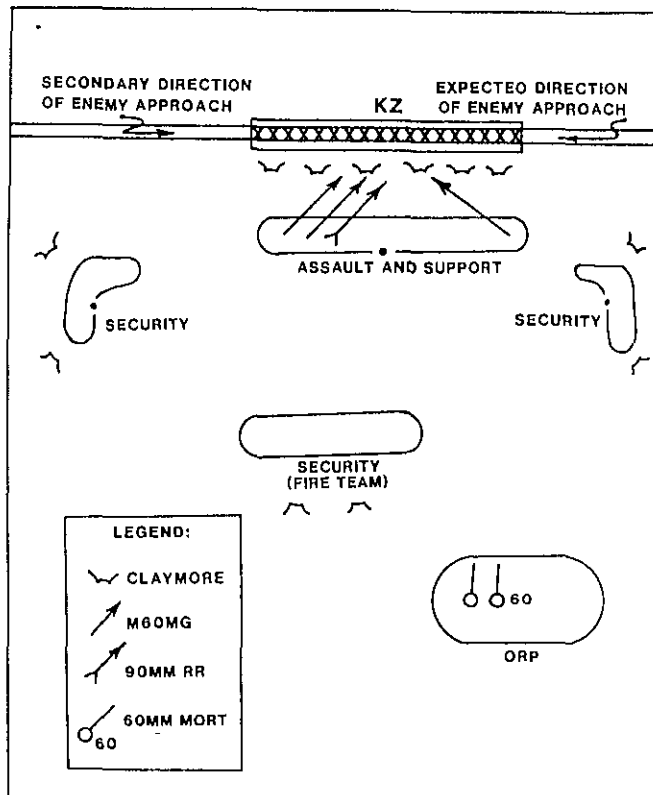 SECONDARY DIRECTION
OF ENEMY APPROACH
KZ
EXPECTEO DIRECTION
OF ENEMY APPROACH
ASSAULT AND SUPPORT
SECURITY
SECURITY
SECURITY
(FIRE TEAM)
LEGEND:
CLAYMORE
M60MG
90MM RR
60MM MORT
60
60
ORP